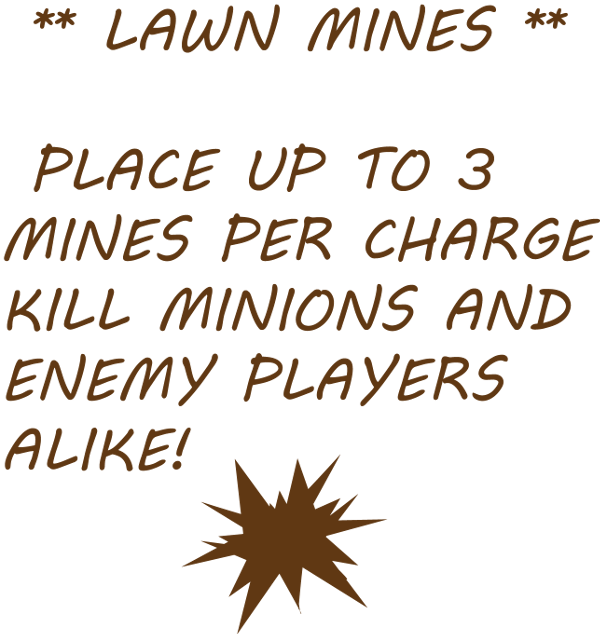 ** LAWN MINES **
PLACE UP TO 3
MINES PER CHARGE
KILL MINIONS AND
ENEMY PLAYERS
ALIKE!